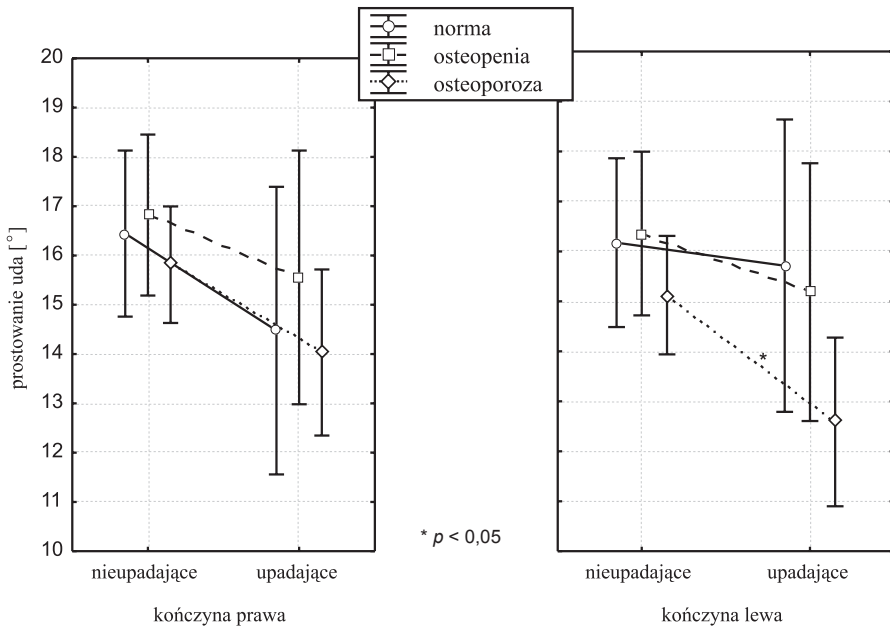 norma
osteopenia
osteoporoza
prostowanie uda [°]
20
19
18
17
16
15
14
13
12
11
10
*
* p < 0,05
nieupadające upadające
nieupadające upadające
kończyna prawa
kończyna lewa